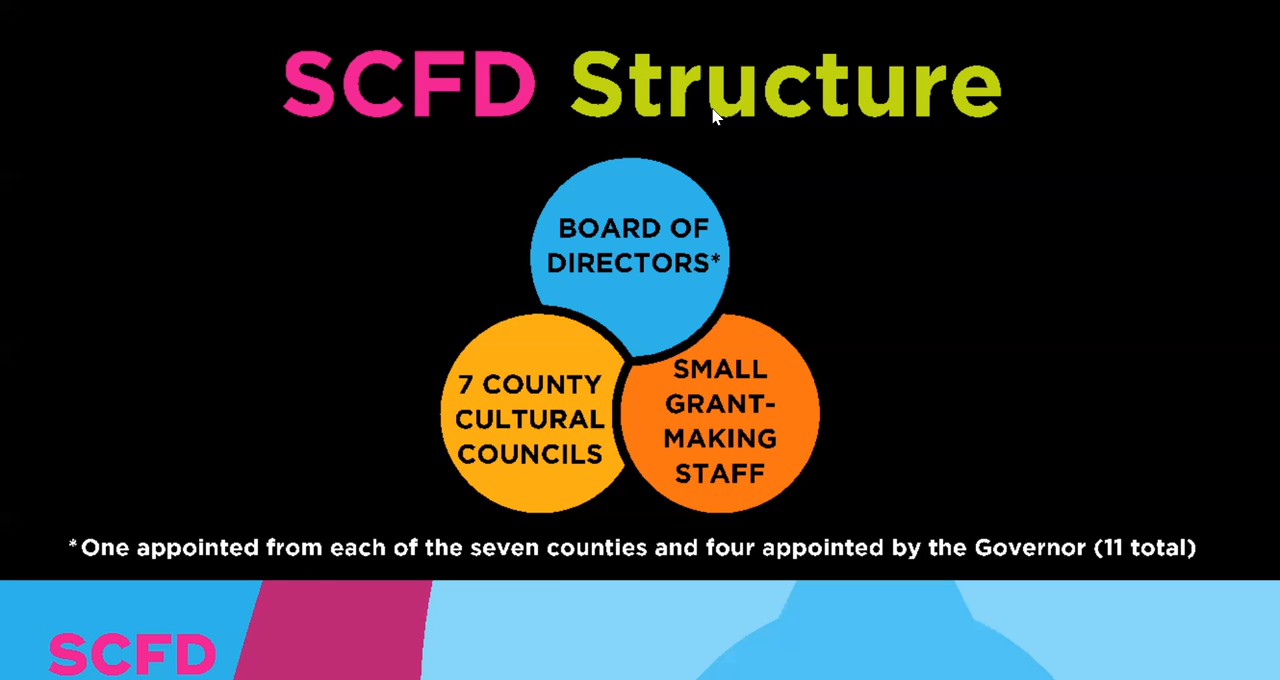 SCFD Structure
BOARD OF
DIRECTORS*
7 COUNTY
CULTURAL
COUNCILS
SMALL
GRANT-
MAKING
STAFF
*One appointed from each of the seven counties and four appointed by the Governor (11 total)
SCFD